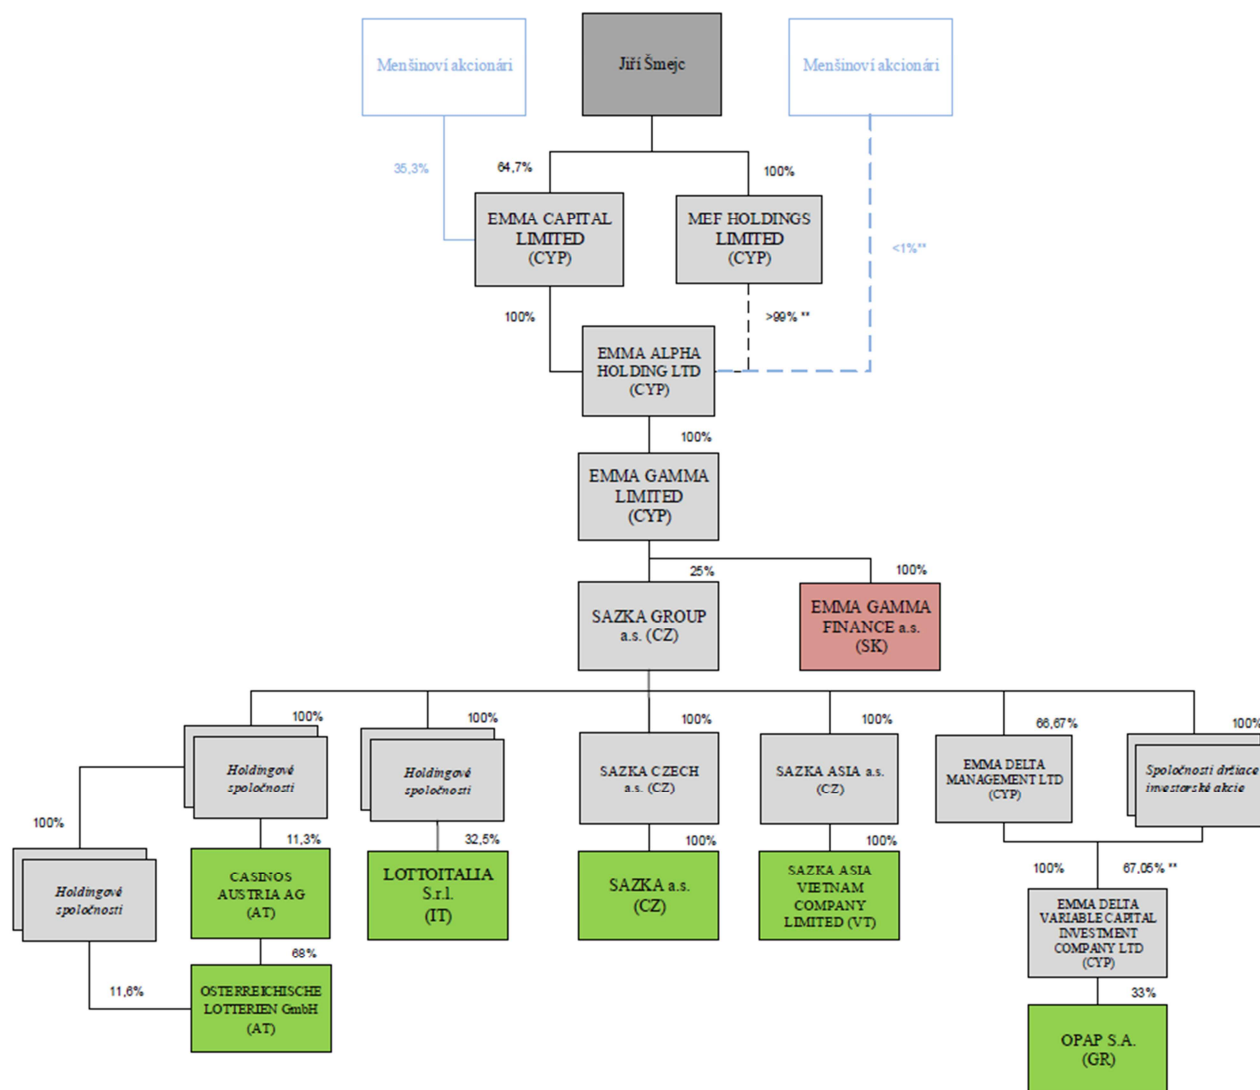 Menšinoví akcionári
Jiří Šmejc
Menšinoví akcionári
35,3%
64,7%
100%
EMMA CAPITAL
LIMITED
(CYP)
MEF HOLDINGS
LIMITED
(CYP)
<1%**
100%
>99% **
EMMA ALPHA
HOLDING LTD
(CYP)
100%
EMMA GAMMA
LIMITED
(CYP)
25%
100%
SAZKA GROUP
a.s. (CZ)
EMMA GAMMA
FINANCE a.s.
(SK)
100%
100%
100%
100%
66,67%
100%
Holdingové
spoločnosti
Holdingové
spoločnosti
SAZKA CZECH
a.s. (CZ)
SAZKA ASIA a.s.
(CZ)
EMMA DELTA
MANAGEMENT LTD
(CYP)
Spoločnosti držiace
investorské akcie
100%
11,3%
32,5%
100%
100%
100%
67,05% **
Holdingové
spoločnosti
CASINOS
AUSTRIA AG
(AT)
LOTTOITALIA
S.r.l.
(IT)
SAZKA a.s.
(CZ)
SAZKA ASIA
VIETNAM
COMPANY
LIMITED (VT)
EMMA DELTA
VARIABLE CAPITAL
INVESTMENT
COMPANY LTD
(CYP)
68%
11,6%
OSTERREICHISCHE
LOTTERIEN GmbH
(AT)
33%
OPAP S.A.
(GR)